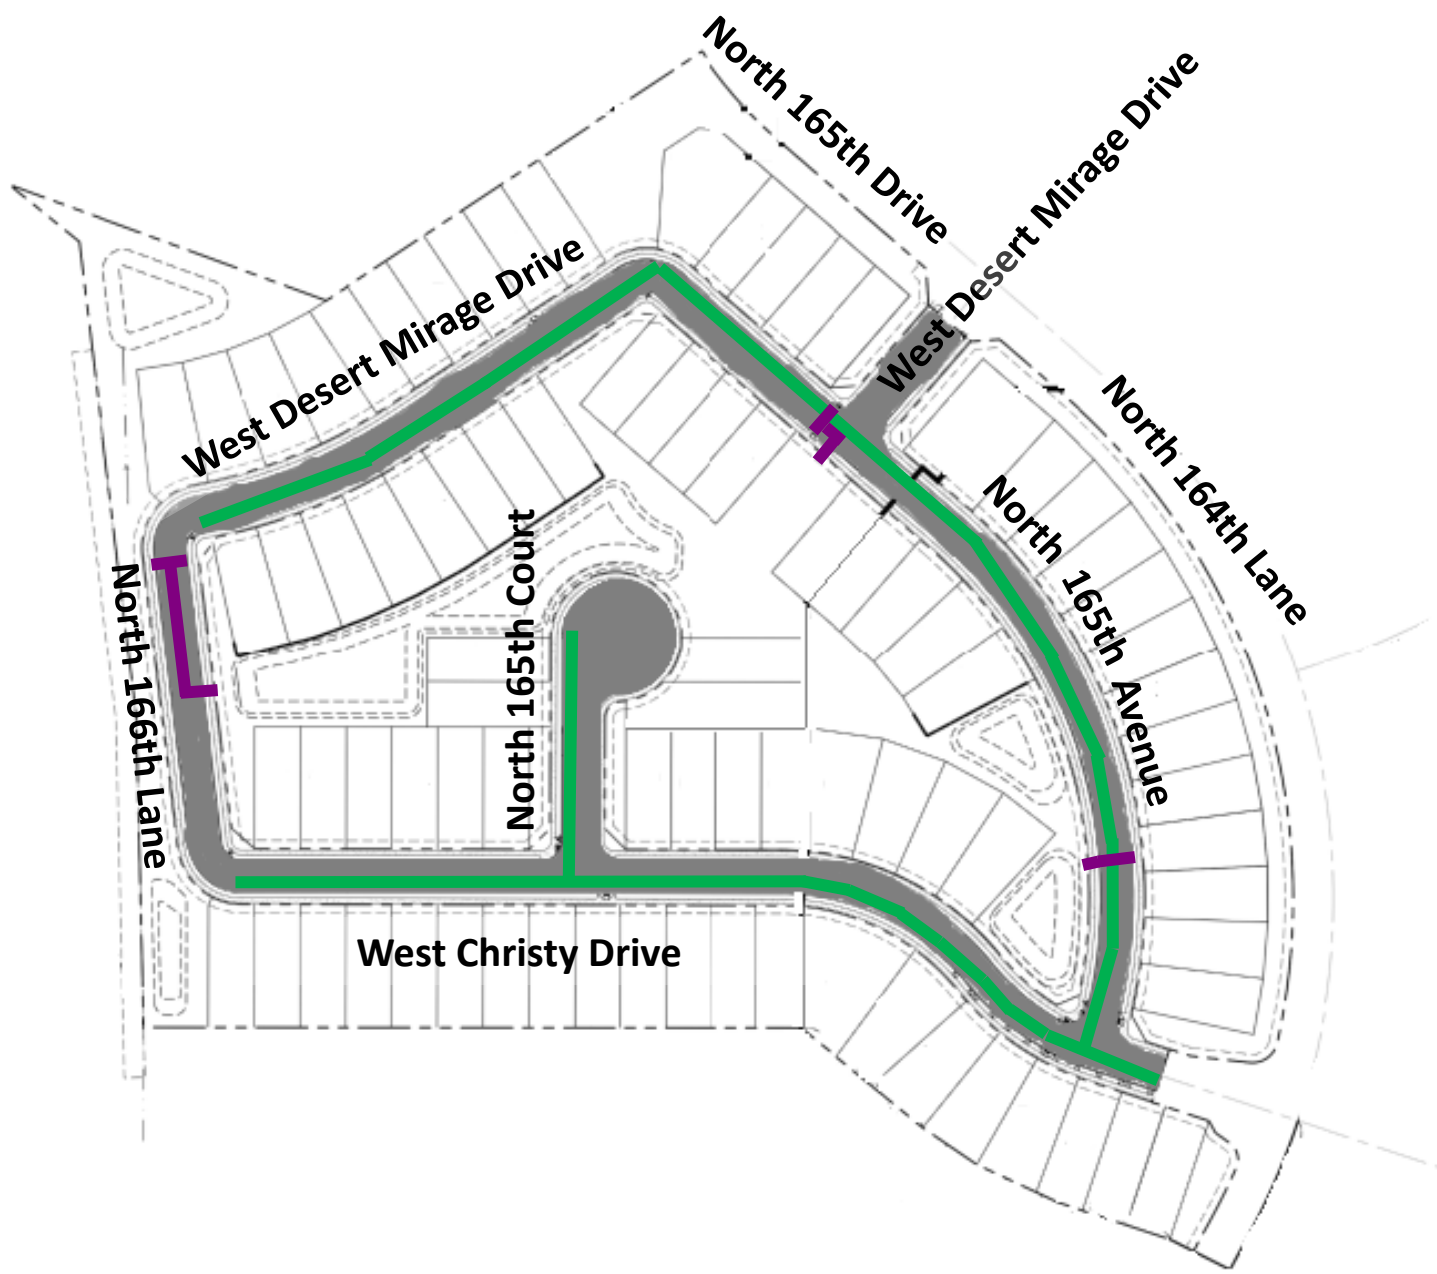 North 165th Drive
West Desert Mirage Drive
West Desert Mirage Drive
North 164th Lane
North 165th Avenue
North 165th Court
North 166th Lane
West Christy Drive